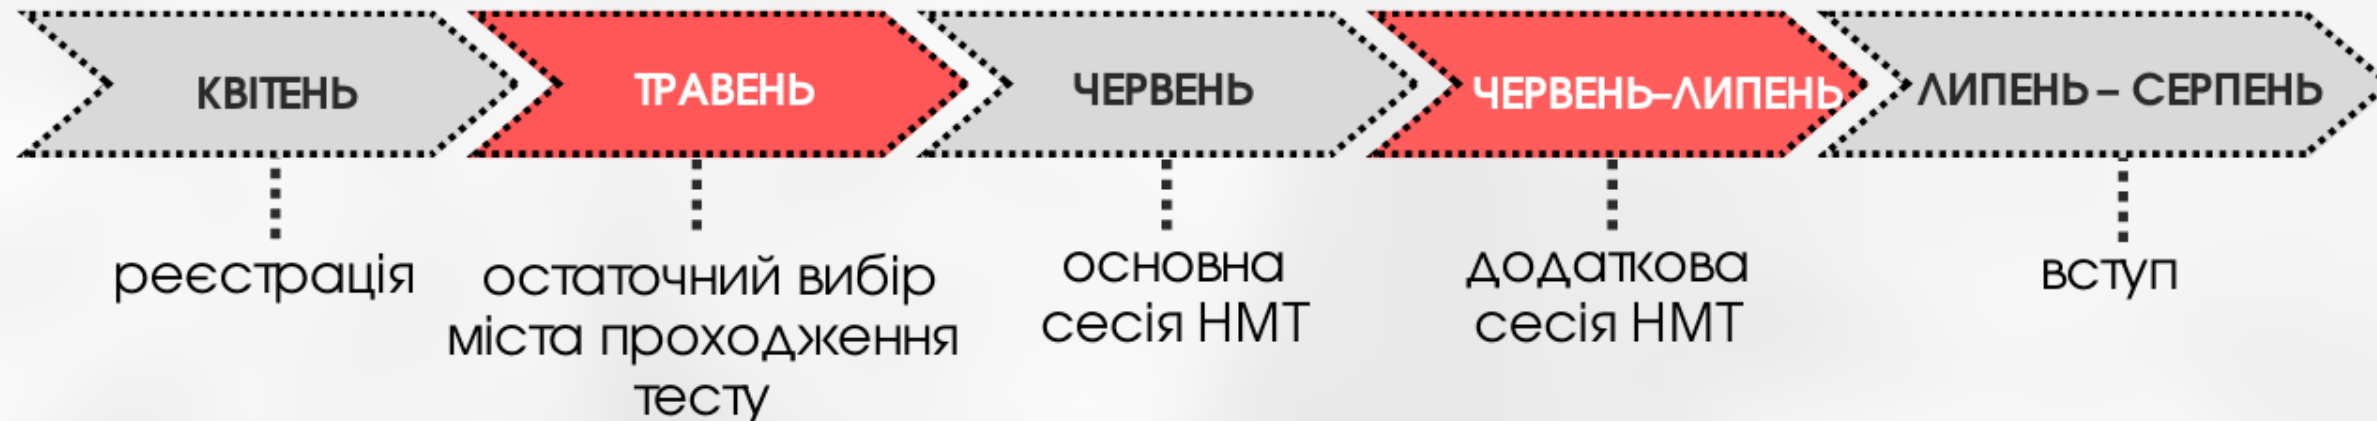 КВІТЕНЬ
ТРАВЕНЬ
ЧЕРВЕНЬ
ЧЕРВЕНЬ–ЛИПЕНЬ
ЛИПЕНЬ – СЕРПЕНЬ
реєстрація
остаточний вибір
міста проходження
тесту
основна
сесія НМТ
додаткова
сесія НМТ
вступ